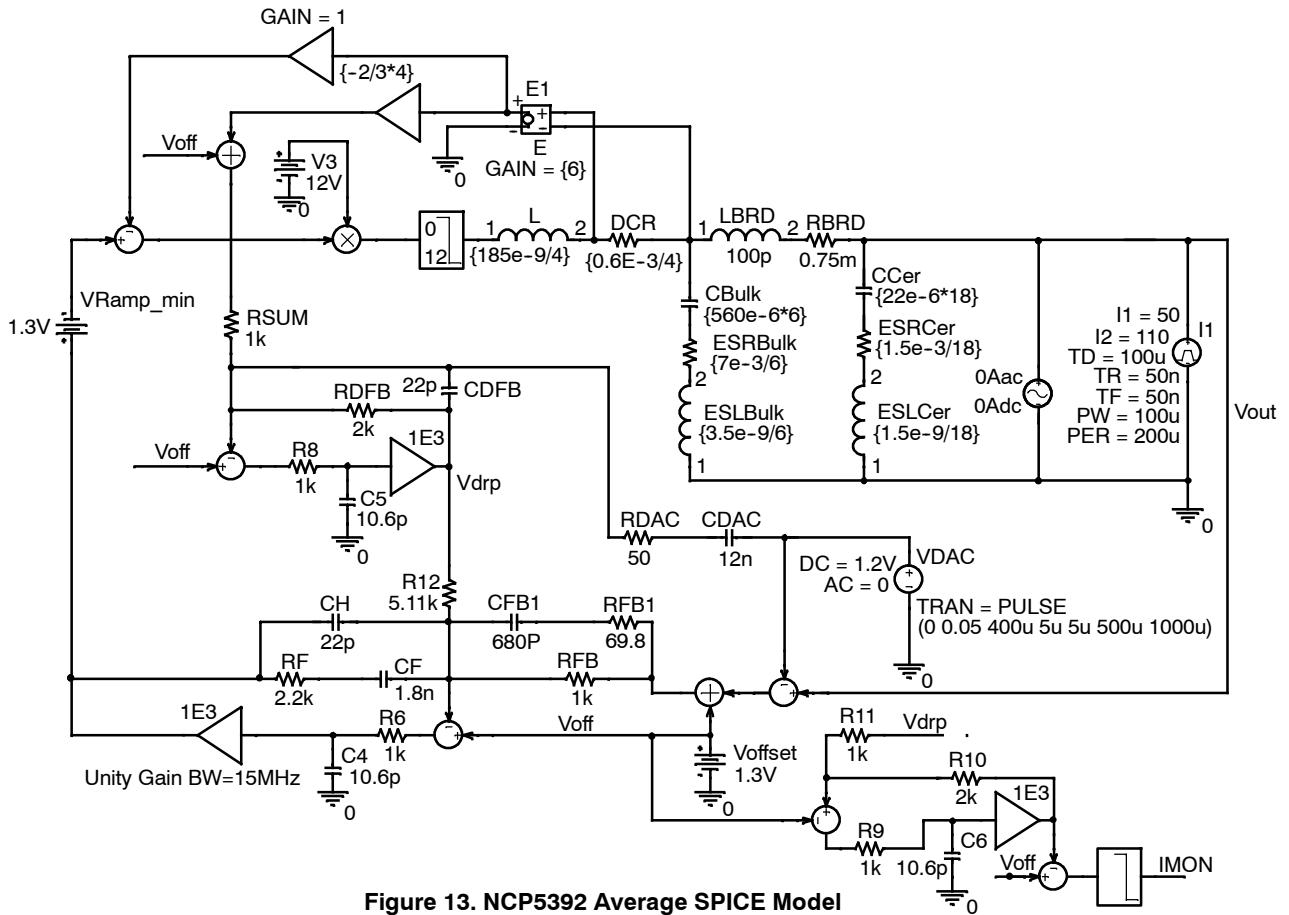 GAIN = 1
{-2/3*4}
E1
+
-
+
-
E
GAIN = {6}
0
Voff
+
V3
12V
0
+
-
×
0
12
1
L
2
{185e-9/4}
DCR
{0.6E-3/4}
1
LBRD
2
100p
RBRD
0.75m
VRamp_min
1.3V
RSUM
1k
CBulk
{560e-6*6}
ESRBulk
{7e-3/6}
2
ESLBulk
{3.5e-9/6}
1
CCer
{22e-6*18}
ESRCer
{1.5e-3/18}
2
ESLCer
{1.5e-9/18}
1
0Aac
0Adc
I1 = 50
I2 = 110
TD = 100u
TR = 50n
TF = 50n
PW = 100u
PER = 200u
I1
0
Vout
22p
CDFB
RDFB
2k
Voff
+
-
R8
1k
C5
10.6p
0
1E3
Vdrp
RDAC
50
CDAC
12n
DC = 1.2V
AC = 0
VDAC
+
-
TRAN = PULSE
(0 0.05 400u 5u 5u 500u 1000u)
0
R12
5.11k
CH
22p
CFB1
680P
RFB1
69.8
RF
2.2k
CF
1.8n
RFB
1k
+
-
+
1E3
R6
1k
-
+
Voff
C4
10.6p
0
Unity Gain BW=15MHz
Voffset
1.3V
0
R11
1k
Vdrp
R10
2k
+
-
R9
1k
C6
10.6p
0
1E3
Voff
+
-
IMON
Figure 13. NCP5392 Average SPICE Model